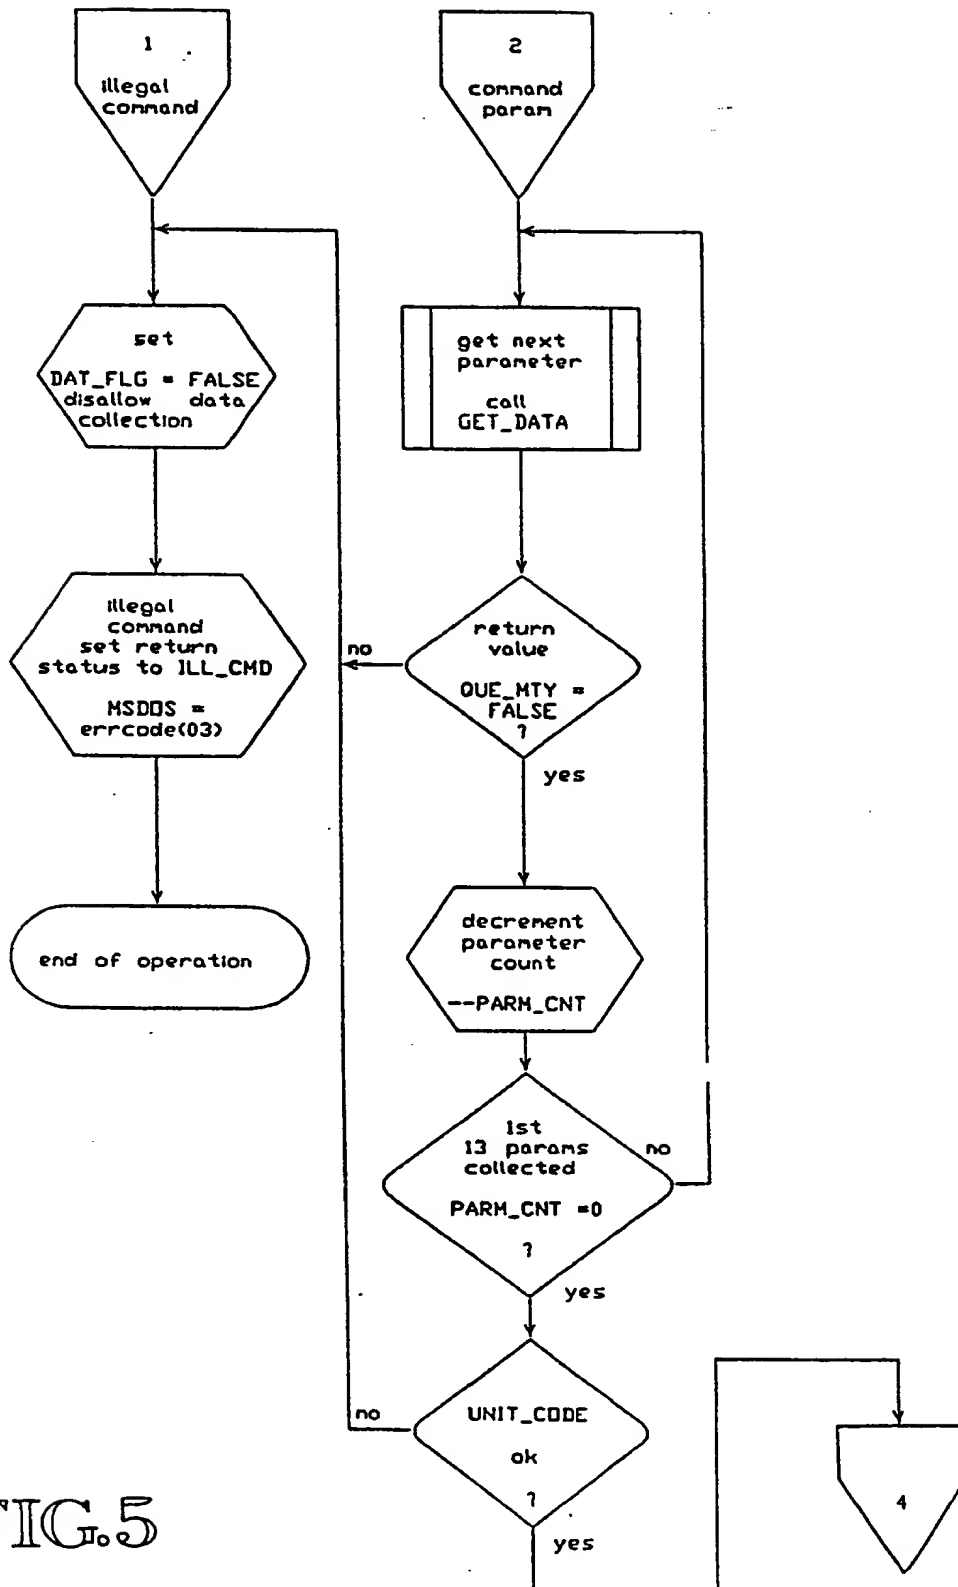 1
illegal
command
set
DAT_FLG = FALSE
disallow data
collection
illegal
command
set return
status to ILL_CMD
MSDOS =
errcode(03)
end of operation
2
command
param
get next
parameter
call
GET_DATA
return
value
QUE_MTY =
FALSE
?
no
yes
decrement
parameter
count
--PARM_CNT
1st
13 params
collected
PARM_CNT =0
?
no
yes
UNIT_CODE
ok
?
no
yes
4
FIG.5